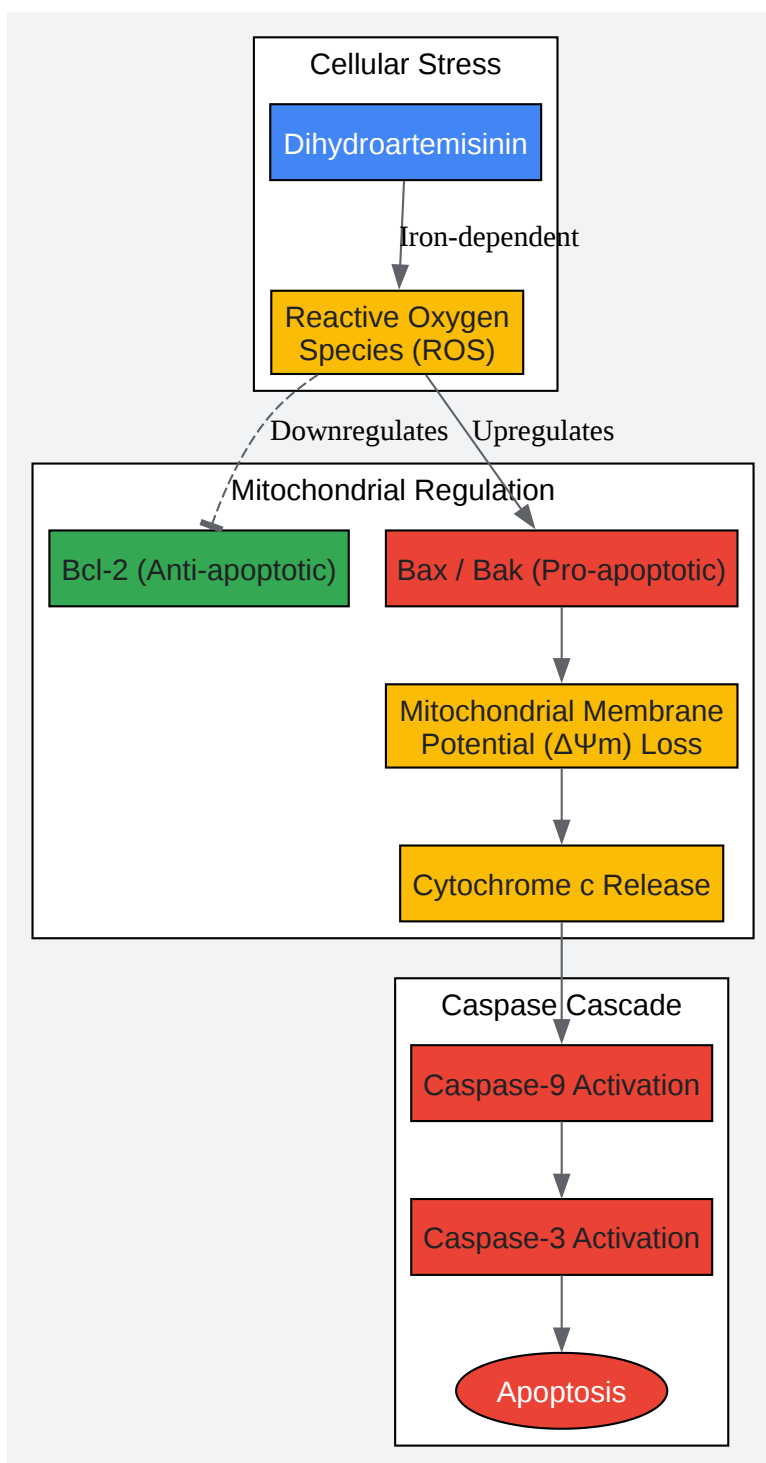 Cellular Stress
Dihydroartemisinin
Iron-dependent
Reactive Oxygen
Species (ROS)
Downregulates
Upregulates
Mitochondrial Regulation
Bcl-2 (Anti-apoptotic)
Bax / Bak (Pro-apoptotic)
Mitochondrial Membrane
Potential (ΔΨm) Loss
Cytochrome c Release
Caspase Cascade
Caspase-9 Activation
Caspase-3 Activation
Apoptosis